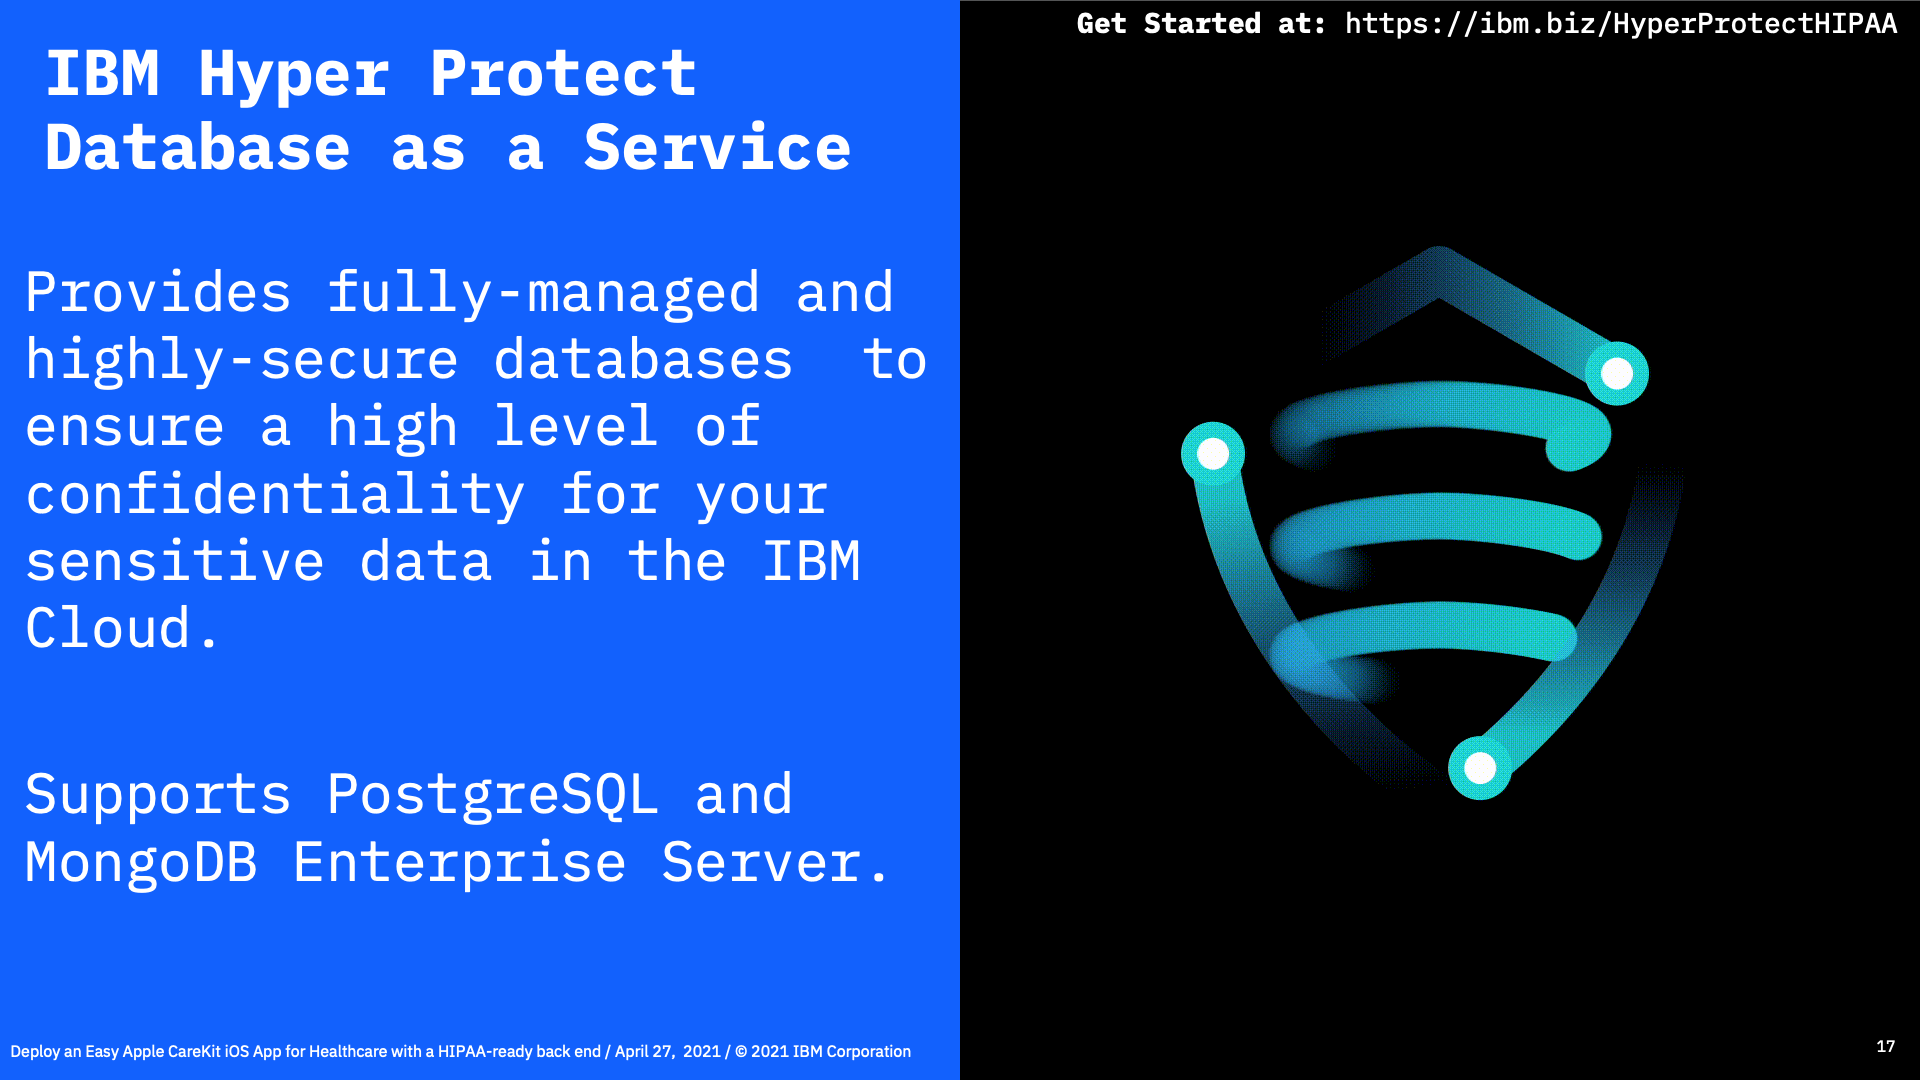 Get Started at: https://ibm.biz/HyperProtectHIPAA
IBM Hyper Protect
Database as a Service
Provides fully-managed and
highly-secure databases  to
ensure a high level of
confidentiality for your
sensitive data in the IBM
Cloud.
Supports PostgreSQL and
MongoDB Enterprise Server.
Deploy an Easy Apple CareKit iOS App for Healthcare with a HIPAA-ready back end / April 27,  2021 / © 2021 IBM Corporation
17